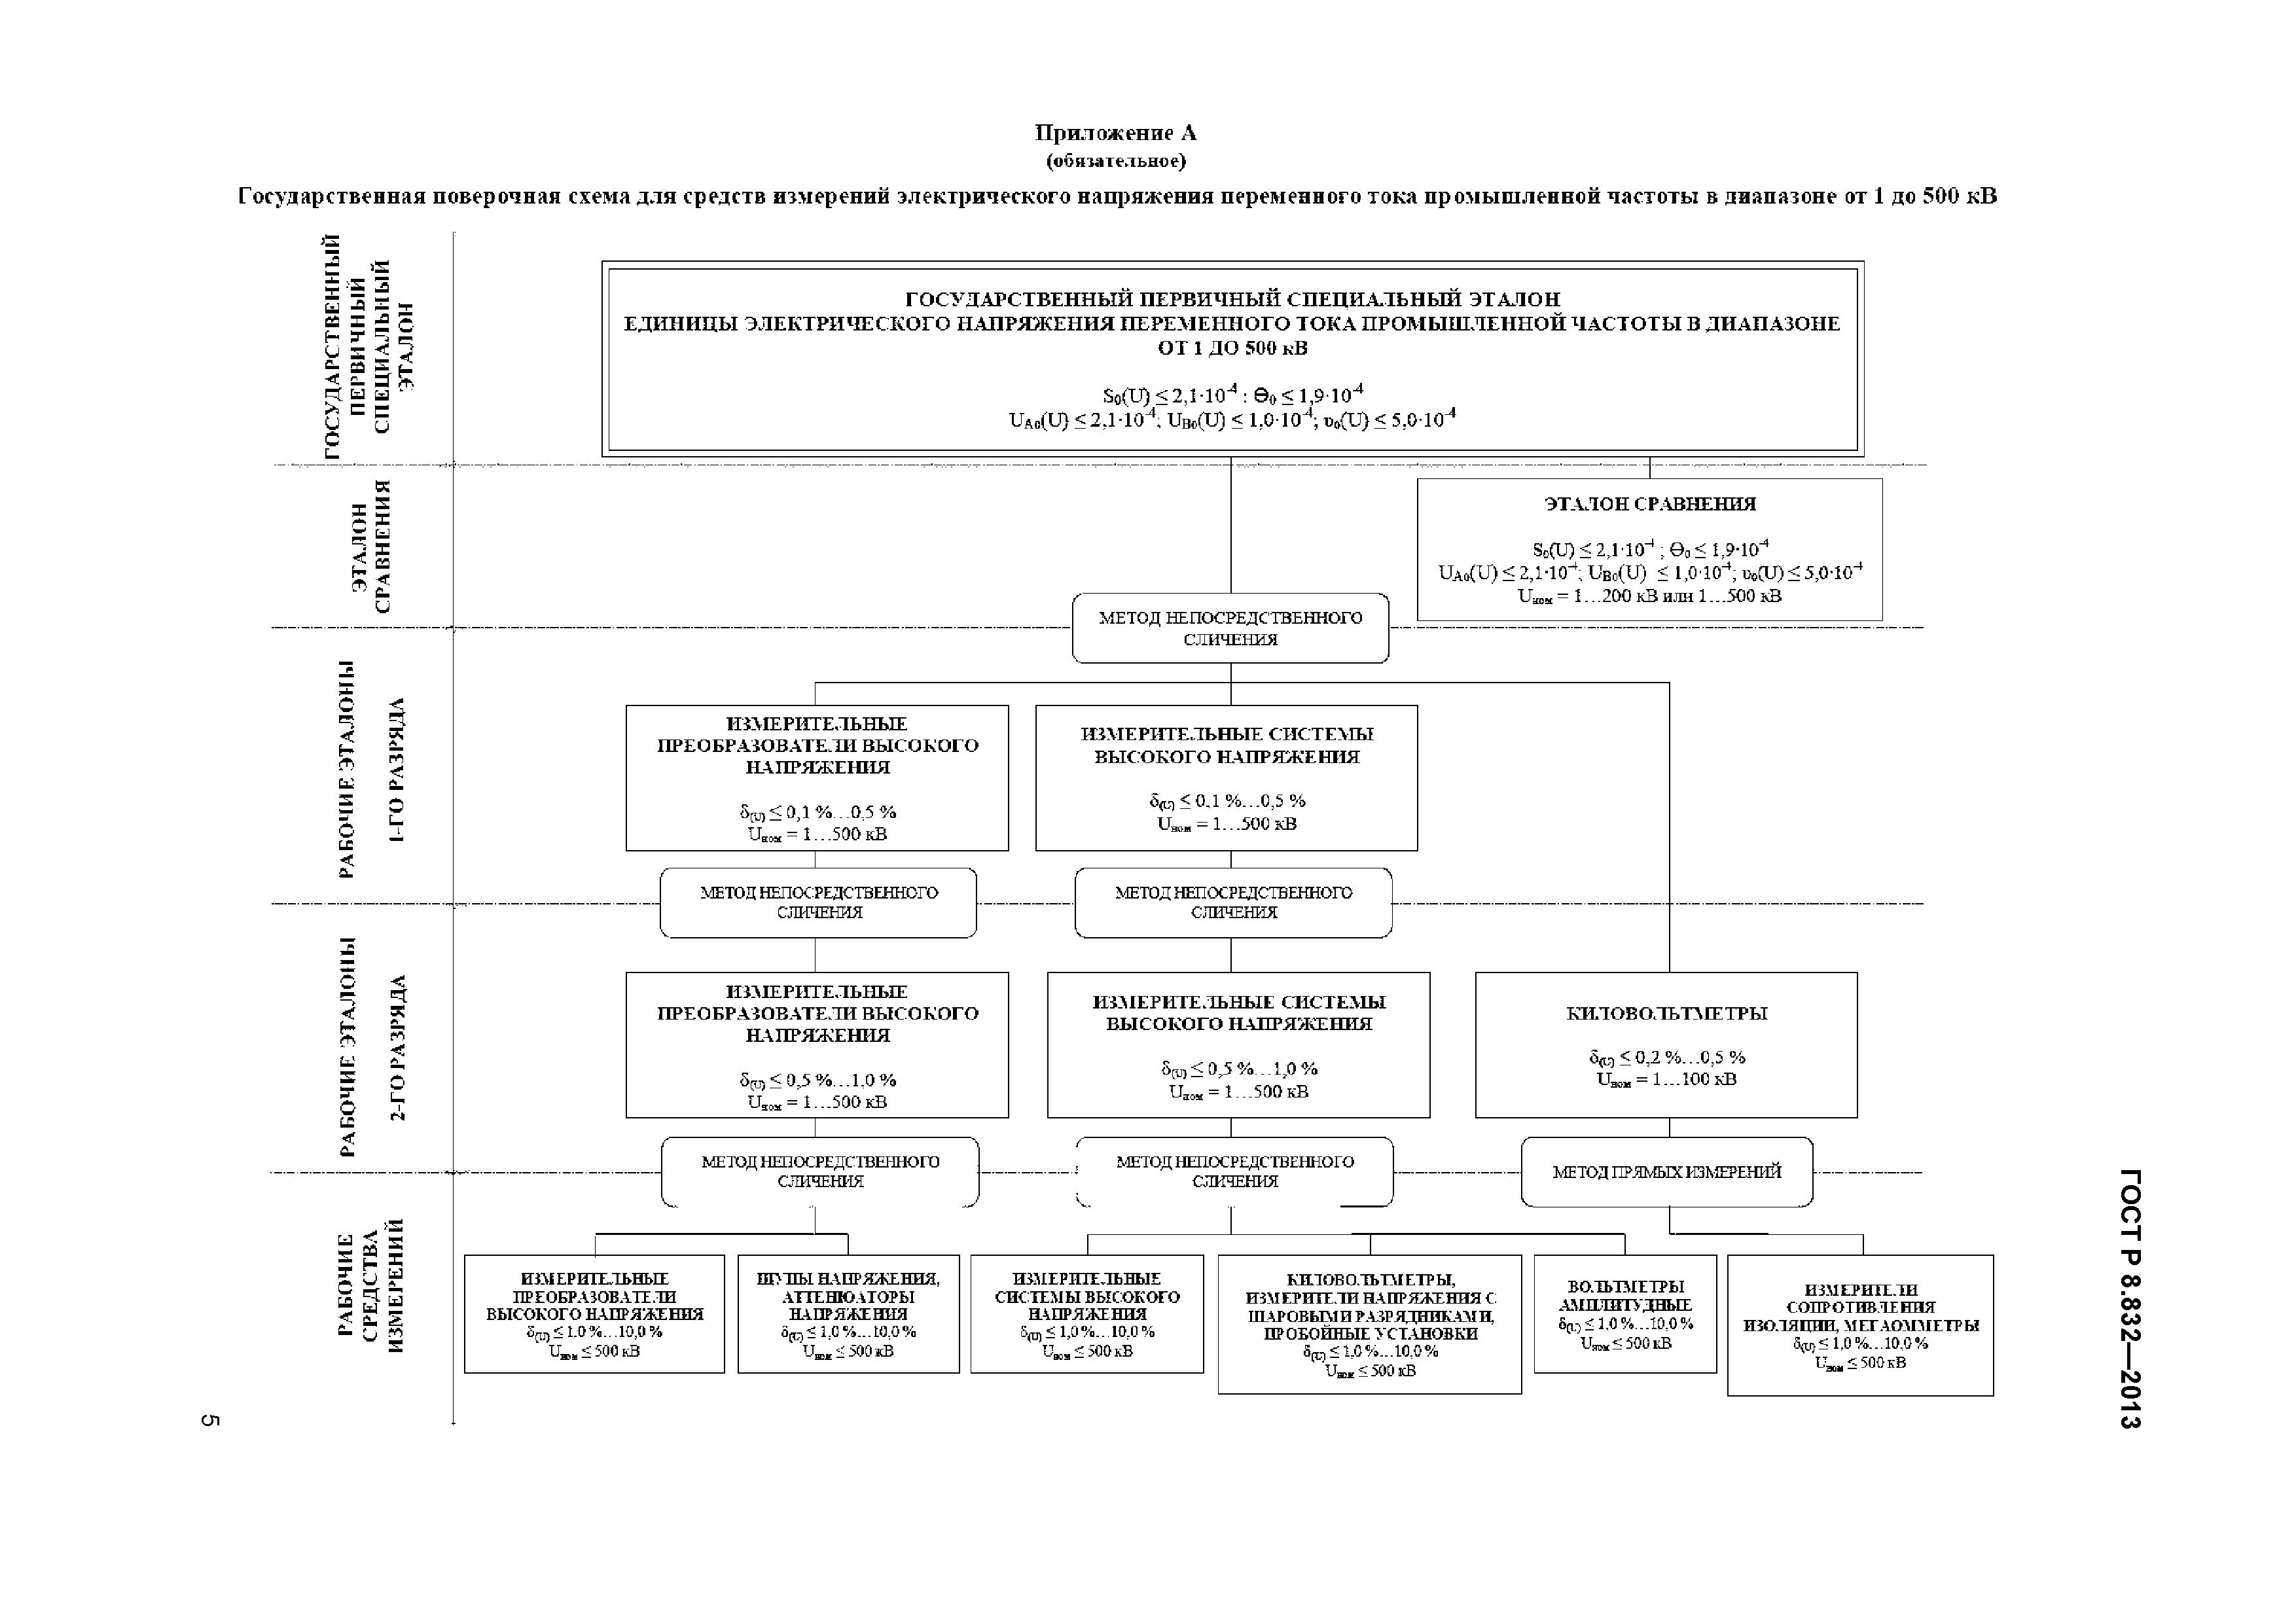 Приложение А
(обязательное)
Государственная поверочная схема для средств измерений электрического напряжения переменного тока промышленной частоты в диапазоне от 1 до 500 кВ
ГОСУДАРСТВЕННЫЙ
ПЕРВИЧНЫЙ
СПЕЦИАЛЬНЫЙ
ЭТАЛОН
ГОСУДАРСТВЕННЫЙ ПЕРВИЧНЫЙ СПЕЦИАЛЬНЫЙ ЭТАЛОН
ЕДИНИЦЫ ЭЛЕКТРИЧЕСКОГО НАПРЯЖЕНИЯ ПЕРЕМЕННОГО ТОКА ПРОМЫШЛЕННОЙ ЧАСТОТЫ В ДИАПАЗОНЕ
ОТ 1 ДО 500 кВ
S₀(U) ≤ 2,1·10⁻⁴ : Θ₀ ≤ 1,9·10⁻⁴
U_A₀(U) ≤ 2,1·10⁻⁴; U_B₀(U) ≤ 1,0·10⁻⁴; υ₀(U) ≤ 5,0·10⁻⁴
ЭТАЛОН
СРАВНЕНИЯ
ЭТАЛОН СРАВНЕНИЯ
S₀(U) ≤ 2,1·10⁻⁴ ; Θ₀ ≤ 1,9·10⁻⁴
U_A₀(U) ≤ 2,1·10⁻⁴; U_B₀(U) ≤ 1,0·10⁻⁴; υ₀(U) ≤ 5,0·10⁻⁴
Uном = 1…200 кВ или 1…500 кВ
МЕТОД НЕПОСРЕДСТВЕННОГО
СЛИЧЕНИЯ
РАБОЧИЕ ЭТАЛОНЫ
1-ГО РАЗРЯДА
ИЗМЕРИТЕЛЬНЫЕ
ПРЕОБРАЗОВАТЕЛИ ВЫСОКОГО
НАПРЯЖЕНИЯ
δ(U) ≤ 0,1 %…0,5 %
Uном = 1…500 кВ
ИЗМЕРИТЕЛЬНЫЕ СИСТЕМЫ
ВЫСОКОГО НАПРЯЖЕНИЯ
δ(U) ≤ 0,1 %…0,5 %
Uном = 1…500 кВ
МЕТОД НЕПОСРЕДСТВЕННОГО
СЛИЧЕНИЯ
МЕТОД НЕПОСРЕДСТВЕННОГО
СЛИЧЕНИЯ
РАБОЧИЕ ЭТАЛОНЫ
2-ГО РАЗРЯДА
ИЗМЕРИТЕЛЬНЫЕ
ПРЕОБРАЗОВАТЕЛИ ВЫСОКОГО
НАПРЯЖЕНИЯ
δ(U) ≤ 0,5 %…1,0 %
Uном = 1…500 кВ
ИЗМЕРИТЕЛЬНЫЕ СИСТЕМЫ
ВЫСОКОГО НАПРЯЖЕНИЯ
δ(U) ≤ 0,5 %…1,0 %
Uном = 1…500 кВ
КИЛОВОЛЬТМЕТРЫ
δ(U) ≤ 0,2 %…0,5 %
Uном = 1…100 кВ
МЕТОД НЕПОСРЕДСТВЕННОГО
СЛИЧЕНИЯ
МЕТОД НЕПОСРЕДСТВЕННОГО
СЛИЧЕНИЯ
МЕТОД ПРЯМЫХ ИЗМЕРЕНИЙ
РАБОЧИЕ
СРЕДСТВА
ИЗМЕРЕНИЙ
ИЗМЕРИТЕЛЬНЫЕ
ПРЕОБРАЗОВАТЕЛИ
ВЫСОКОГО НАПРЯЖЕНИЯ
δ(U) ≤ 1.0 %…10,0 %
Uном ≤ 500 кВ
ЩУПЫ НАПРЯЖЕНИЯ,
АТТЕНЮАТОРЫ
НАПРЯЖЕНИЯ
δ(U) ≤ 1,0 %…10,0 %
Uном ≤ 500 кВ
ИЗМЕРИТЕЛЬНЫЕ
СИСТЕМЫ ВЫСОКОГО
НАПРЯЖЕНИЯ
δ(U) ≤ 1,0 %…10,0 %
Uном ≤ 500 кВ
КИЛОВОЛЬТМЕТРЫ,
ИЗМЕРИТЕЛИ НАПРЯЖЕНИЯ С
ШАРОВЫМИ РАЗРЯДНИКАМИ,
ПРОБОЙНЫЕ УСТАНОВКИ
δ(U) ≤ 1,0 %…10,0 %
Uном ≤ 500 кВ
ВОЛЬТМЕТРЫ
АМПЛИТУДНЫЕ
δ(U) ≤ 1,0 %…10,0 %
Uном ≤ 500 кВ
ИЗМЕРИТЕЛИ
СОПРОТИВЛЕНИЯ
ИЗОЛЯЦИИ, МЕГАОММЕТРЫ
δ(U) ≤ 1,0 %…10,0 %
Uном ≤ 500 кВ
ГОСТ Р 8.832—2013
5